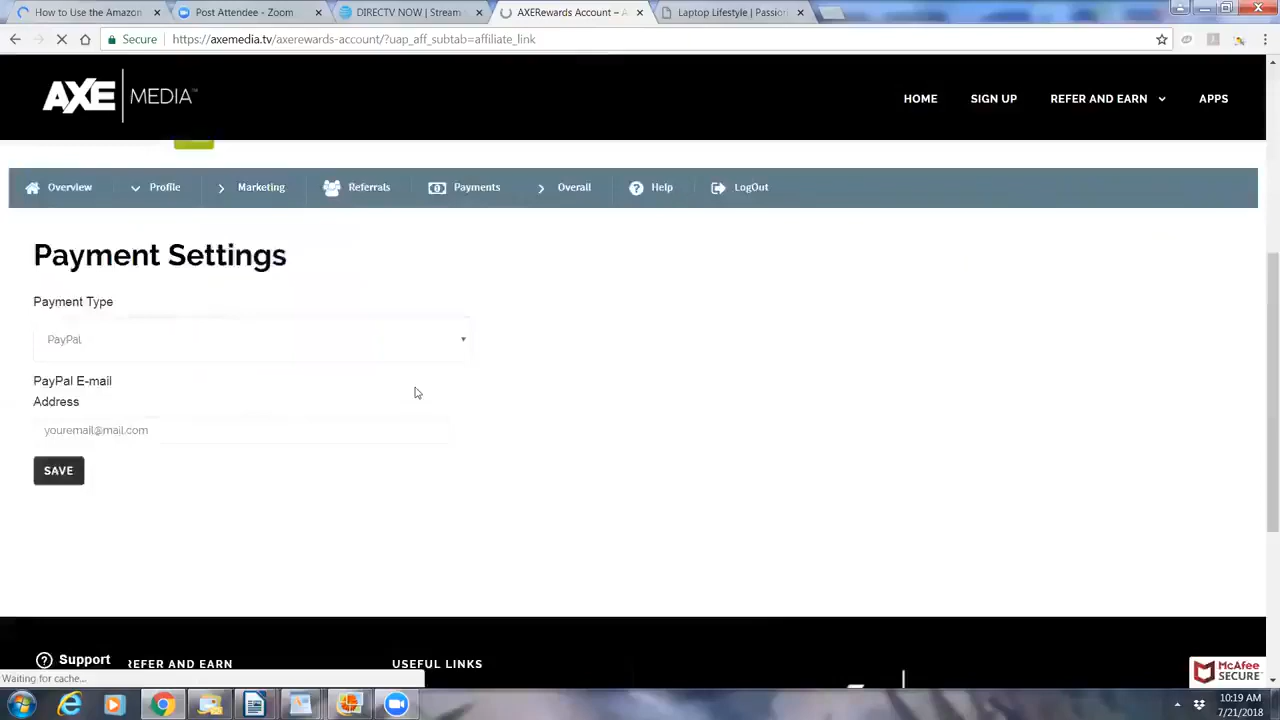 How to Use the Amazon
Post Attendee - Zoom
DIRECTV NOW | Stream
AXERewards Account – A
Laptop Lifestyle | Passion
Secure
https://axemedia.tv/axerewards-account/?uap_aff_subtab=affiliate_link
AXE MEDIA™
HOME
SIGN UP
REFER AND EARN
APPS
Overview
Profile
Marketing
Referrals
Payments
Overall
Help
LogOut
Payment Settings
Payment Type
PayPal
PayPal E-mail
Address
youremail@mail.com
SAVE
Support
REFER AND EARN
USEFUL LINKS
Waiting for cache...
McAfee
SECURE™
10:19 AM
7/21/2018